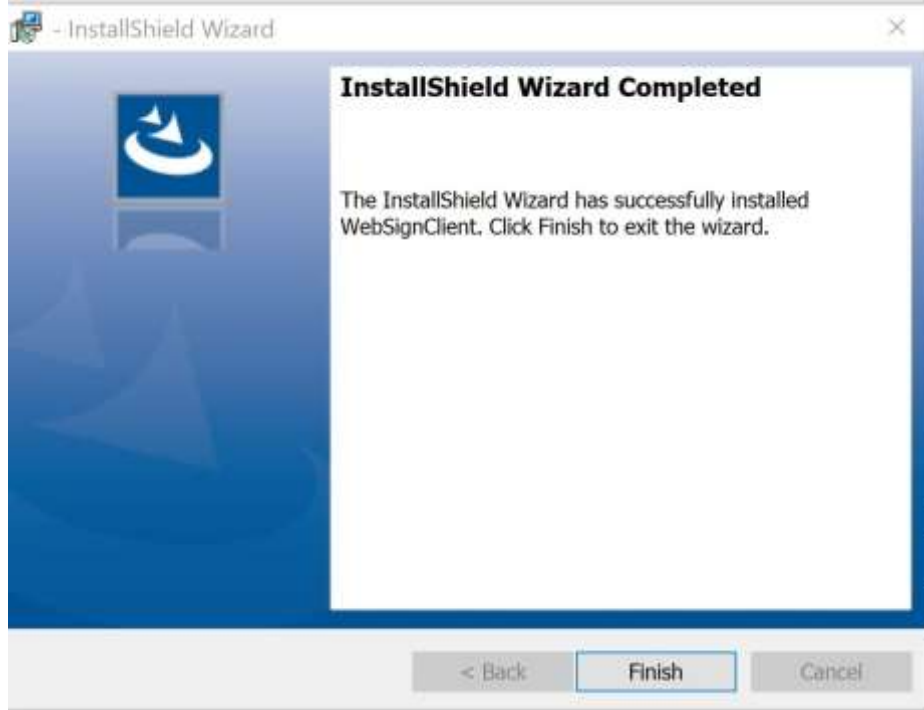 - InstallShield Wizard
InstallShield Wizard Completed
The InstallShield Wizard has successfully installed
WebSignClient. Click Finish to exit the wizard.
< Back
Finish
Cancel